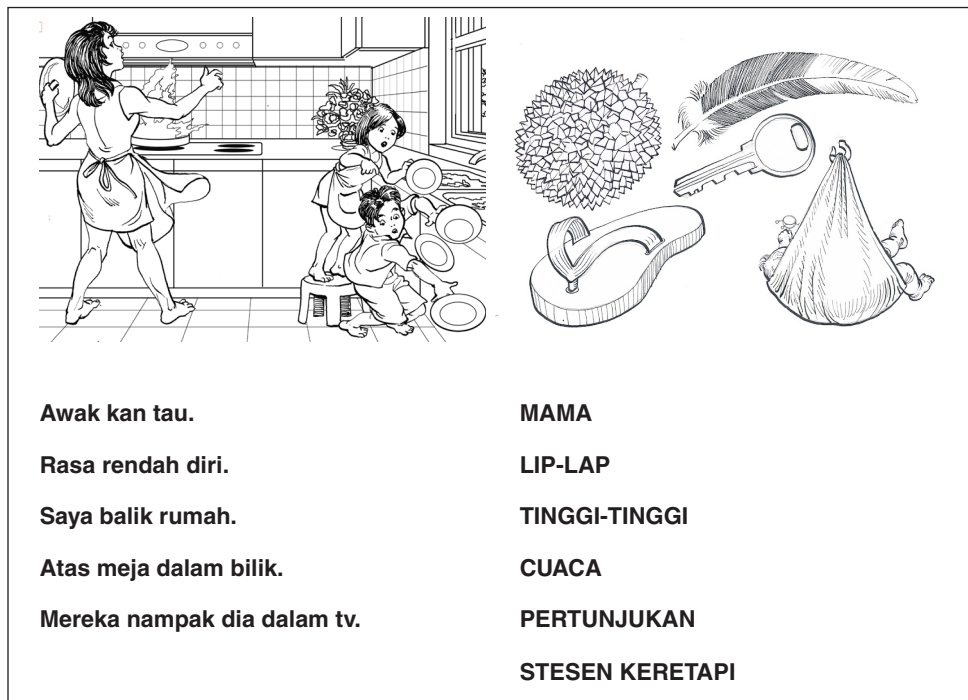 Awak kan tau.
Rasa rendah diri.
Saya balik rumah.
Atas meja dalam bilik.
Mereka nampak dia dalam tv.
MAMA
LIP-LAP
TINGGI-TINGGI
CUACA
PERTUNJUKAN
STESEN KERETAPI